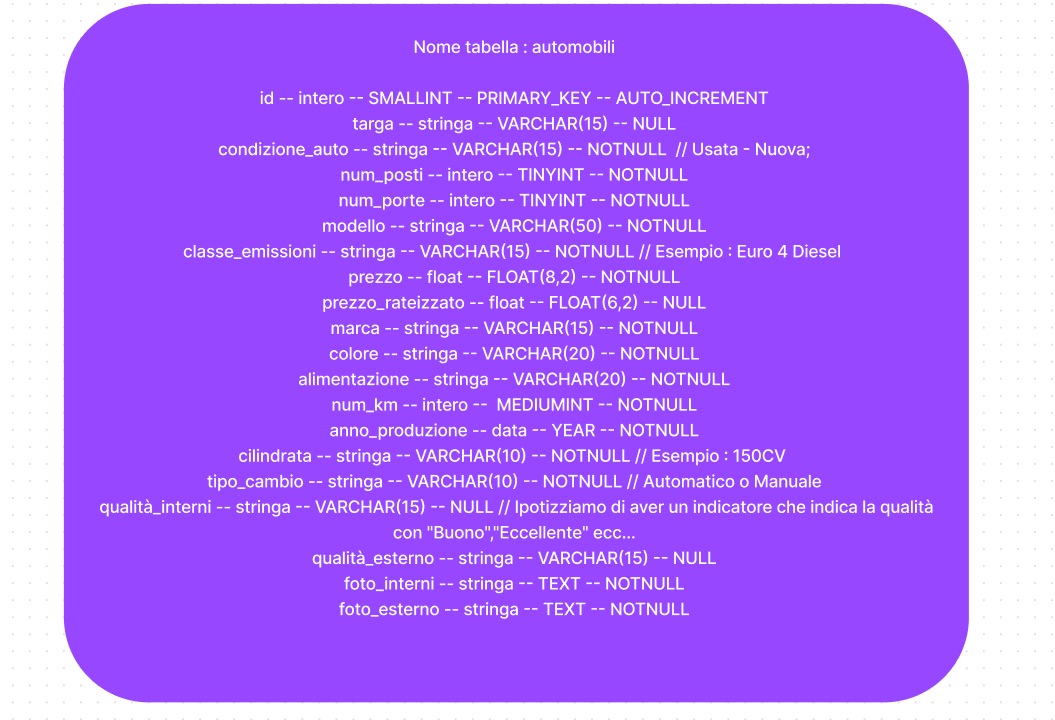 Nome tabella : automobili
id -- intero -- SMALLINT -- PRIMARY_KEY -- AUTO_INCREMENT
targa -- stringa -- VARCHAR(15) -- NULL
condizione_auto -- stringa -- VARCHAR(15) -- NOTNULL  // Usata - Nuova;
num_posti -- intero -- TINYINT -- NOTNULL
num_porte -- intero -- TINYINT -- NOTNULL
modello -- stringa -- VARCHAR(50) -- NOTNULL
classe_emissioni -- stringa -- VARCHAR(15) -- NOTNULL // Esempio : Euro 4 Diesel
prezzo -- float -- FLOAT(8,2) -- NOTNULL
prezzo_rateizzato -- float -- FLOAT(6,2) -- NULL
marca -- stringa -- VARCHAR(15) -- NOTNULL
colore -- stringa -- VARCHAR(20) -- NOTNULL
alimentazione -- stringa -- VARCHAR(20) -- NOTNULL
num_km -- intero --  MEDIUMINT -- NOTNULL
anno_produzione -- data -- YEAR -- NOTNULL
cilindrata -- stringa -- VARCHAR(10) -- NOTNULL // Esempio : 150CV
tipo_cambio -- stringa -- VARCHAR(10) -- NOTNULL // Automatico o Manuale
qualità_interni -- stringa -- VARCHAR(15) -- NULL // Ipotizziamo di aver un indicatore che indica la qualità
con "Buono","Eccellente" ecc...
qualità_esterno -- stringa -- VARCHAR(15) -- NULL
foto_interni -- stringa -- TEXT -- NOTNULL
foto_esterno -- stringa -- TEXT -- NOTNULL